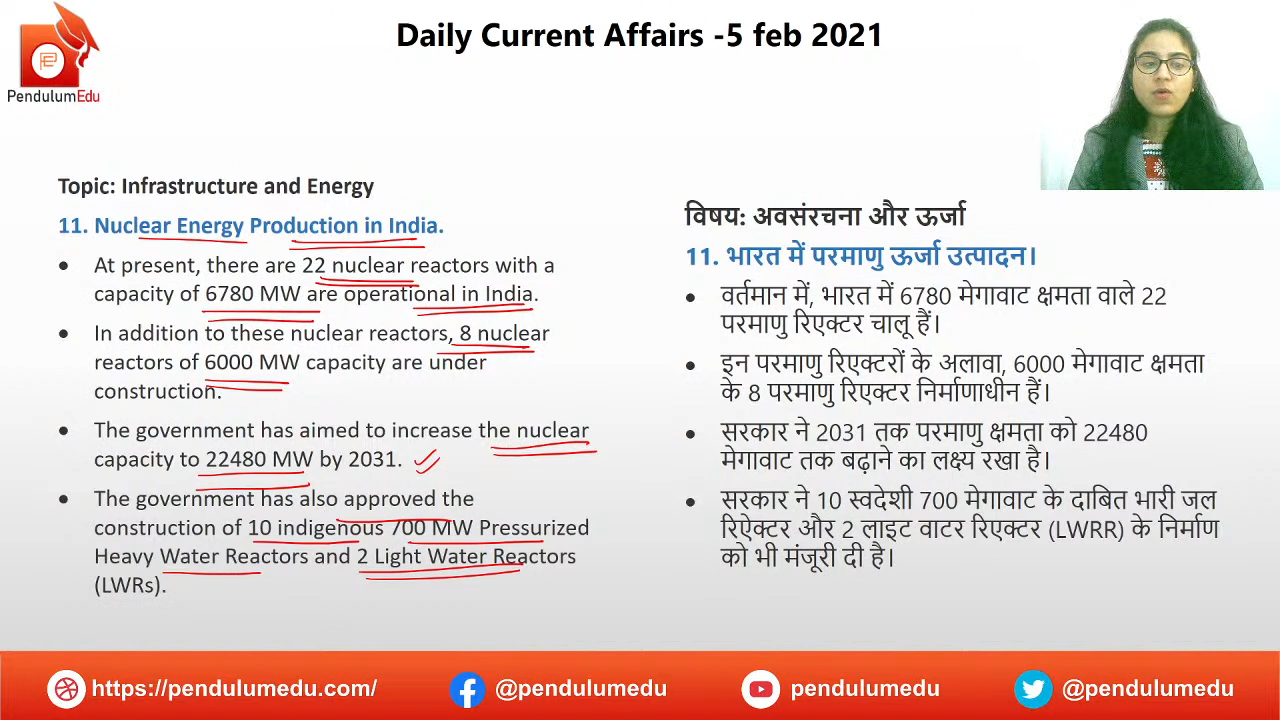 Daily Current Affairs -5 feb 2021
PendulumEdu
Topic: Infrastructure and Energy
11. Nuclear Energy Production in India.
• At present, there are 22 nuclear reactors with a
capacity of 6780 MW are operational in India.
• In addition to these nuclear reactors, 8 nuclear
reactors of 6000 MW capacity are under
construction.
• The government has aimed to increase the nuclear
capacity to 22480 MW by 2031.
• The government has also approved the
construction of 10 indigenous 700 MW Pressurized
Heavy Water Reactors and 2 Light Water Reactors
(LWRs).
विषय: अवसंरचना और ऊर्जा
11. भारत में परमाणु ऊर्जा उत्पादन।
• वर्तमान में, भारत में 6780 मेगावाट क्षमता वाले 22
परमाणु रिएक्टर चालू हैं।
• इन परमाणु रिएक्टरों के अलावा, 6000 मेगावाट क्षमता
के 8 परमाणु रिएक्टर निर्माणाधीन हैं।
• सरकार ने 2031 तक परमाणु क्षमता को 22480
मेगावाट तक बढ़ाने का लक्ष्य रखा है।
• सरकार ने 10 स्वदेशी 700 मेगावाट के दाबित भारी जल
रिऐक्टर और 2 लाइट वाटर रिएक्टर (LWRR) के निर्माण
को भी मंजूरी दी है।
https://pendulumedu.com/
@pendulumedu
pendulumedu
@pendulumedu